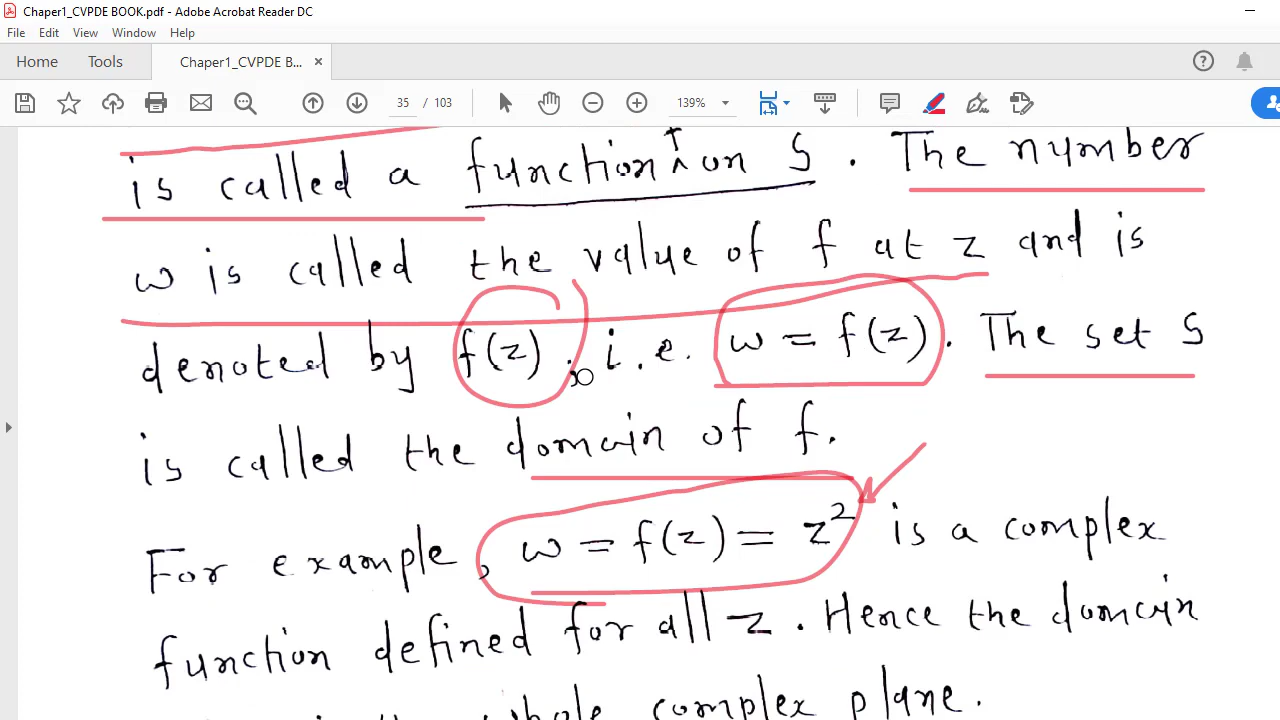 Chaper1_CVPDE BOOK.pdf - Adobe Acrobat Reader DC
File Edit View Window Help
Home Tools Chaper1_CVPDE B... ×
35 / 103 139%
is called a function f on S. The number
w is called the value of f at z and is
denoted by f(z), i.e. w = f(z). The set S
is called the domain of f.
For example, w = f(z) = z² is a complex
function defined for all z. Hence the domain
whole complex plane.